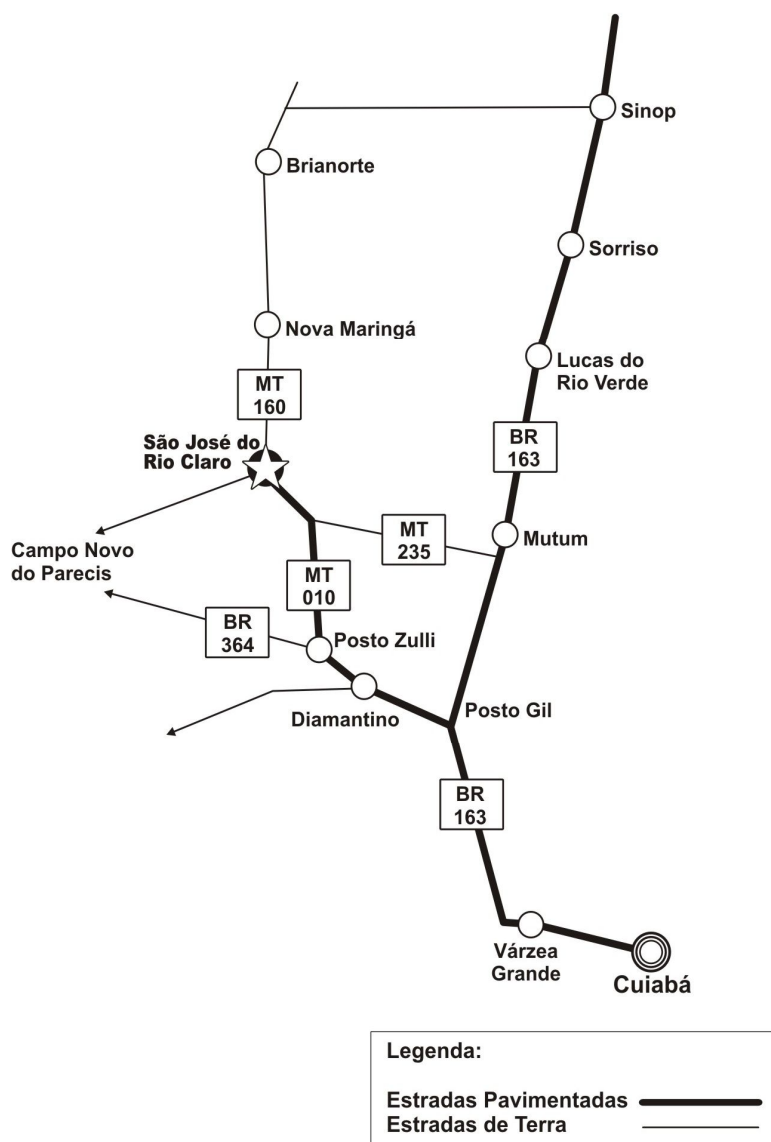 Sinop
Brianorte
Sorriso
Nova Maringá
Lucas do
Rio Verde
MT
160
São José do
Rio Claro
BR
163
Mutum
MT
235
Campo Novo
do Parecis
MT
010
BR
364
Posto Zulli
Diamantino
Posto Gil
BR
163
Várzea
Grande
Cuiabá
Legenda:
Estradas Pavimentadas
Estradas de Terra